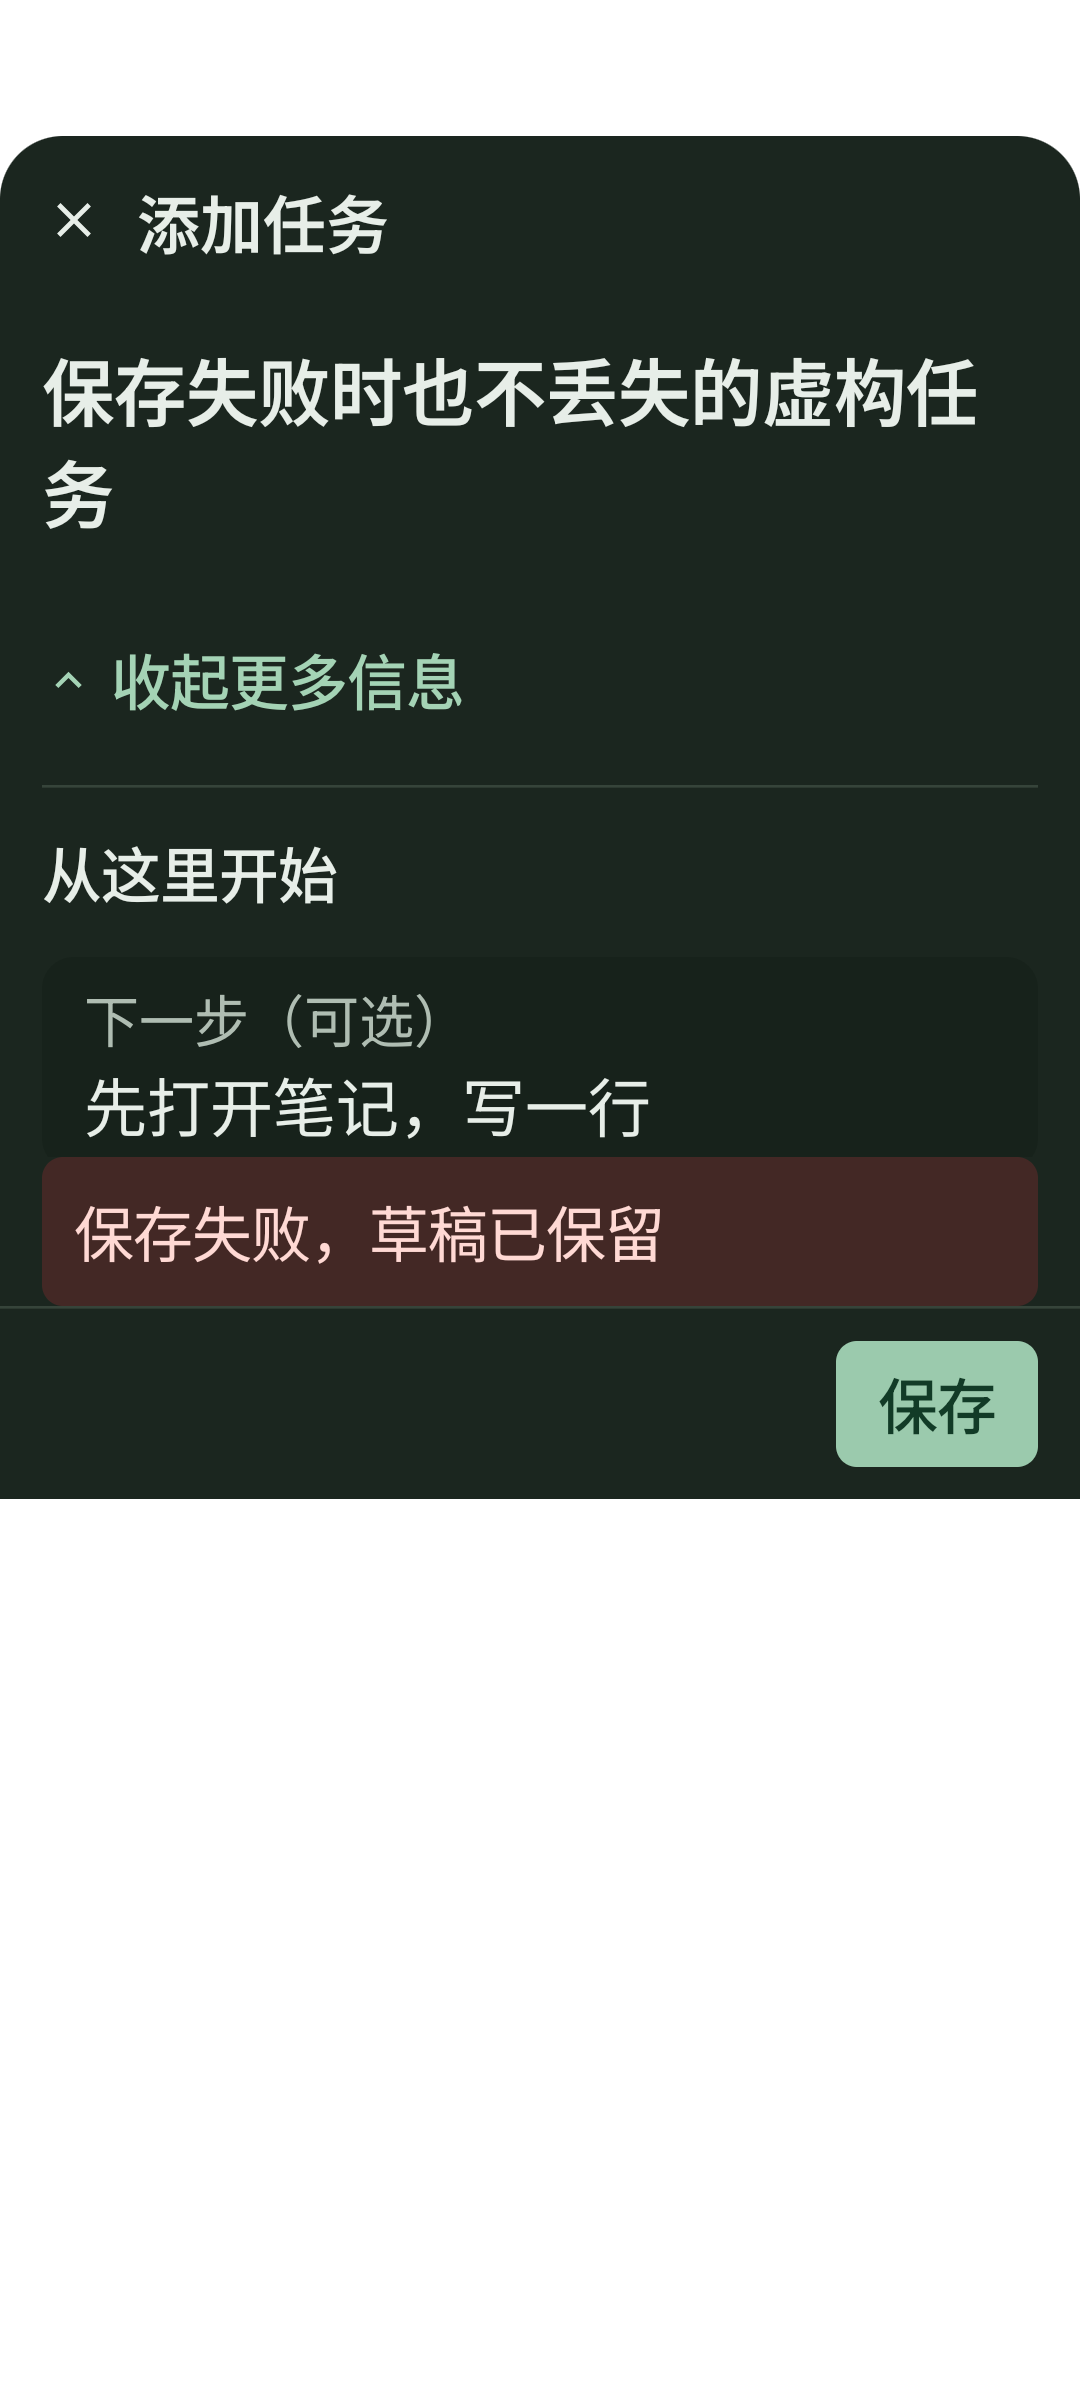 添加任务
保存失败时也不丢失的虚构任
务
收起更多信息
从这里开始
下一步（可选）
先打开笔记，写一行
保存失败，草稿已保留
保存